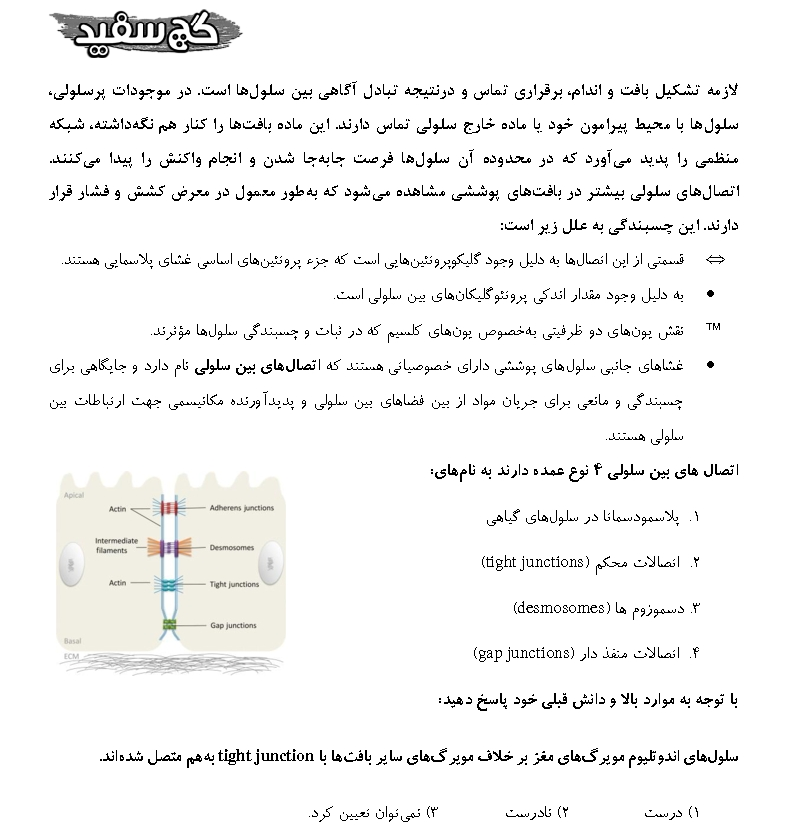 گچ سفید
لازمه تشکیل بافت و اندام، برقراری تماس و درنتیجه تبادل آگاهی بین سلول‌ها است. در موجودات پرسلولی،
سلول‌ها با محیط پیرامون خود یا ماده خارج سلولی تماس دارند. این ماده بافت‌ها را کنار هم نگه‌داشته، شبکه
منظمی را پدید می‌آورد که در محدوده آن سلول‌ها فرصت جابه‌جا شدن و انجام واکنش را پیدا می‌کنند.
اتصال‌های سلولی بیشتر در بافت‌های پوششی مشاهده می‌شود که به‌طور معمول در معرض کشش و فشار قرار
دارند. این چسبندگی به علل زیر است:
⇔ قسمتی از این اتصال‌ها به دلیل وجود گلیکوپروتئین‌هایی است که جزء پروتئین‌های اساسی غشای پلاسمایی هستند.
• به دلیل وجود مقدار اندکی پروتئوگلیکان‌های بین سلولی است.
™ نقش یون‌های دو ظرفیتی به‌خصوص یون‌های کلسیم که در ثبات و چسبندگی سلول‌ها مؤثرند.
• غشاهای جانبی سلول‌های پوششی دارای خصوصیاتی هستند که اتصال‌های بین سلولی نام دارد و جایگاهی برای
چسبندگی و مانعی برای جریان مواد از بین فضاهای بین سلولی و پدیدآورنده مکانیسمی جهت ارتباطات بین
سلولی هستند.
اتصال های بین سلولی ۴ نوع عمده دارند به نام‌های:
۱. پلاسمودسماتا در سلول‌های گیاهی
۲. اتصالات محکم (tight junctions)
۳. دسموزوم ها (desmosomes)
۴. اتصالات منفذ دار (gap junctions)
Apical
Actin
Adherens junctions
Intermediate
filaments
Desmosomes
Actin
Tight junctions
Gap junctions
Basal
ECM
با توجه به موارد بالا و دانش قبلی خود پاسخ دهید:
سلول‌های اندوتلیوم مویرگ‌های مغز بر خلاف مویرگ‌های سایر بافت‌ها با tight junction به‌هم متصل شده‌اند.
۱) درست ۲) نادرست ۳) نمی‌توان تعیین کرد.